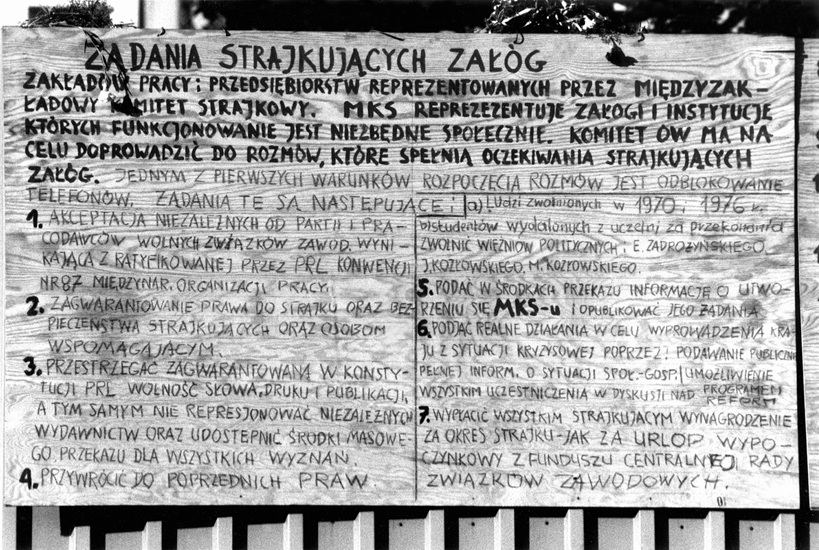 ŻĄDANIA STRAJKUJĄCYCH ZAŁÓG
ZAKŁADÓW PRACY i PRZEDSIĘBIORSTW REPREZENTOWANYCH PRZEZ MIĘDZYZAK-
ŁADOWY KOMITET STRAJKOWY. MKS REPREZEZENTUJE ZAŁOGI I INSTYTUCJE
KTÓRYCH FUNKCJONOWANIE JEST NIEZBĘDNE SPOŁECZNIE. KOMITET ÓW MA NA
CELU DOPROWADZIĆ DO ROZMÓW, KTÓRE SPEŁNIĄ OCZEKIWANIA STRAJKUJĄCYCH
ZAŁÓG. JEDNYM Z PIERWSZYCH WARUNKÓW ROZPOCZĘCIA ROZMÓW JEST ODBLOKOWANIE
TELEFONÓW. ŻĄDANIA TE SĄ NASTĘPUJĄCE:
1. AKCEPTACJA NIEZALEŻNYCH OD PARTII I PRA-
CODAWCÓW WOLNYCH ZWIĄZKÓW ZAWOD. WYNI-
KAJĄCA Z RATYFIKOWANEJ PRZEZ PRL KONWENCJI
NR 87 MIĘDZYNAR. ORGANIZACJI PRACY.
2. ZAGWARANTOWANIE PRAWA DO STRAJKU ORAZ BEZ-
PIECZEŃSTWA STRAJKUJĄCYCH ORAZ OSOBOM
WSPOMAGAJĄCYM.
3. PRZESTRZEGAĆ ZAGWARANTOWANĄ W KONSTY-
TUCJI PRL WOLNOŚĆ SŁOWA, DRUKU I PUBLIKACJI,
A TYM SAMYM NIE REPRESJONOWAĆ NIEZALEŻNYCH
WYDAWNICTW ORAZ UDOSTĘPNIĆ ŚRODKI MASOWE-
GO PRZEKAZU DLA WSZYSTKICH WYZNAŃ.
4. PRZYWRÓCIĆ DO POPRZEDNICH PRAW.
a) Ludzi zwolnionych w 1970 i 1976 r.
b) studentów wydalonych z uczelni za przekonania
ZWOLNIĆ WIĘŹNIÓW POLITYCZNYCH: E. ZADROŻYŃSKIEGO,
J. KOZŁOWSKIEGO, M. KOZŁOWSKIEGO.
5. PODAĆ W ŚRODKACH PRZEKAZU INFORMACJĘ O UTWO-
RZENIU SIĘ MKS-u I OPUBLIKOWAĆ JEGO ŻĄDANIA
6. PODJĄĆ REALNE DZIAŁANIA W CELU WYPROWADZENIA KRA-
JU Z SYTUACJI KRYZYSOWEJ POPRZEZ: PODAWANIE PUBLICZNIE
PEŁNEJ INFORM. O SYTUACJI SPOŁ.-GOSP. UMOŻLIWIENIE
WSZYSTKIM UCZESTNICZENIA W DYSKUSJI NAD PROGRAMEM
REFORM
7. WYPŁACIĆ WSZYSTKIM STRAJKUJĄCYM WYNAGRODZENIE
ZA OKRES STRAJKU-JAK ZA URLOP WYPO-
CZYNKOWY Z FUNDUSZU CENTRALNEJ RADY
ZWIĄZKÓW ZAWODOWYCH.